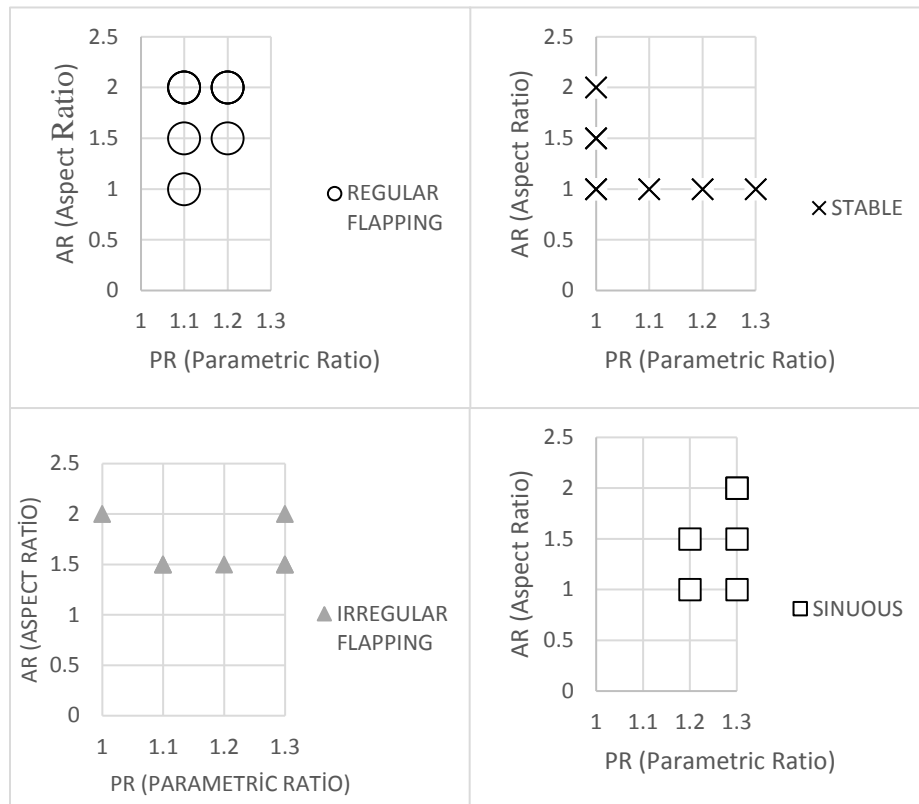 2.5
2
1.5
1
0.5
0
1 1.1 1.2 1.3
AR (Aspect Ratio)
PR (Parametric Ratio)
REGULAR
FLAPPING
2.5
2
1.5
1
0.5
0
1 1.1 1.2 1.3
AR (Aspect Ratio)
PR (Parametric Ratio)
STABLE
2.5
2
1.5
1
0.5
0
1 1.1 1.2 1.3
AR (ASPECT RATİO)
PR (PARAMETRİC RATİO)
IRREGULAR
FLAPPING
2.5
2
1.5
1
0.5
0
1 1.1 1.2 1.3
AR (Aspect Ratio)
PR (Parametric Ratio)
SINUOUS